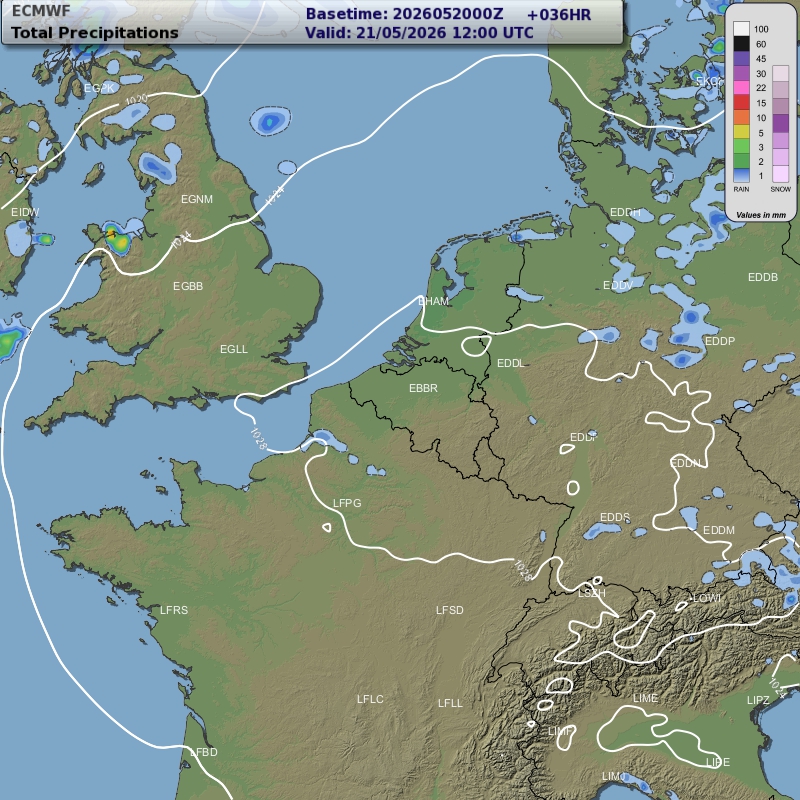 ECMWF
Basetime: 2026052000Z +036HR
Total Precipitations
Valid: 21/05/2026 12:00 UTC
100
60
45
30
22
15
10
5
3
2
1
RAIN SNOW
Values in mm
EGPK
1020
EIDW
EGNM
1024
1024
EDDH
EGBB
EDDV
EDDB
EHAM
EGLL
EDDP
EDDL
EBBR
1028
EDDF
EDDN
LFPG
EDDS
EDDM
1028
LSZH
LOWI
LFRS
LFSD
1024
LFLC
LFLL
LIME
LIPZ
LIMF
LFBD
LIPE
LIMJ